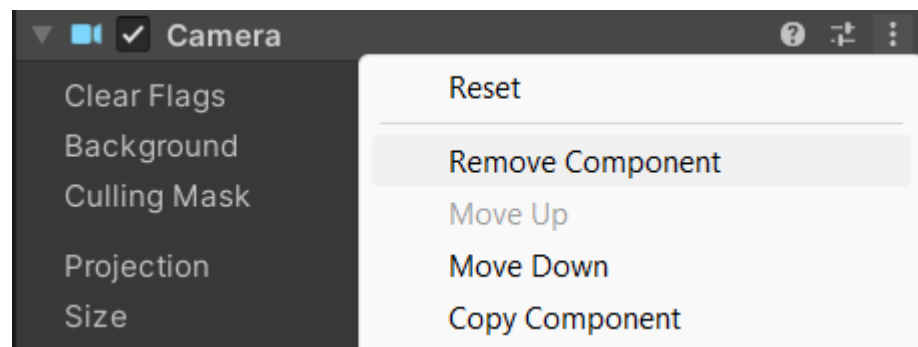 Camera
Clear Flags
Background
Culling Mask
Projection
Size
Reset
Remove Component
Move Up
Move Down
Copy Component